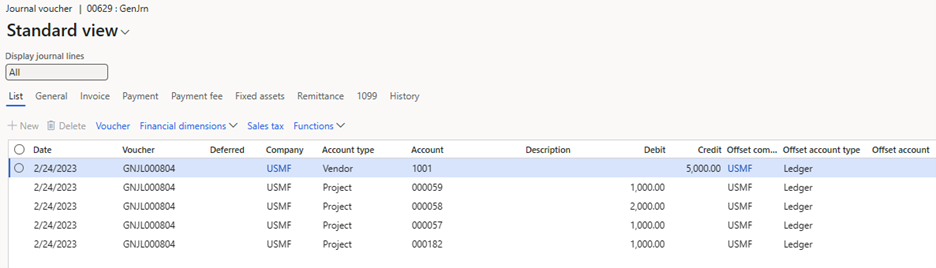 Journal voucher | 00629 : GenJrn
Standard view
Display journal lines
All
List General Invoice Payment Payment fee Fixed assets Remittance 1099 History
New Delete Voucher Financial dimensions Sales tax Functions
Date Voucher Deferred Company Account type Account Description Debit Credit Offset com... Offset account type Offset account
2/24/2023 GNJL000804 USMF Vendor 1001 5,000.00 USMF Ledger
2/24/2023 GNJL000804 USMF Project 000059 1,000.00 USMF Ledger
2/24/2023 GNJL000804 USMF Project 000058 2,000.00 USMF Ledger
2/24/2023 GNJL000804 USMF Project 000057 1,000.00 USMF Ledger
2/24/2023 GNJL000804 USMF Project 000182 1,000.00 USMF Ledger